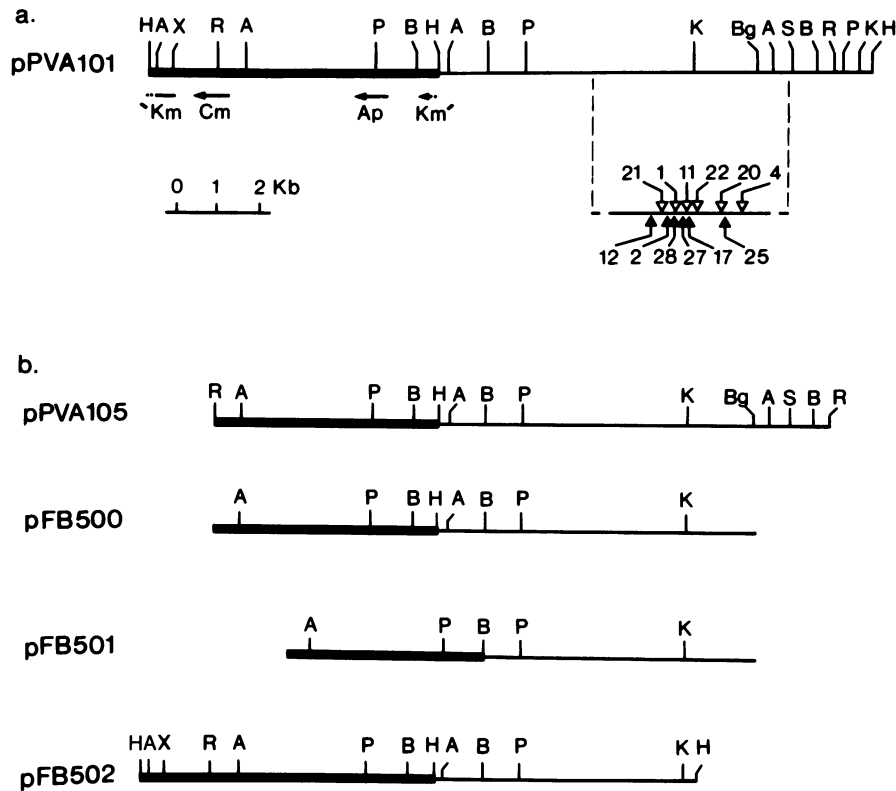 a.
H A X R A P B H A B P K Bg A S B R P K H
pPVA101
'Km Cm Ap Km'
0 1 2 Kb
21 1 11 22 20 4
12 2 28 27 17 25
b.
R A P B H A B P K Bg A S B R
pPVA105
A P B H A B P K
pFB500
A P B P K
pFB501
H A X R A P B H A B P K H
pFB502